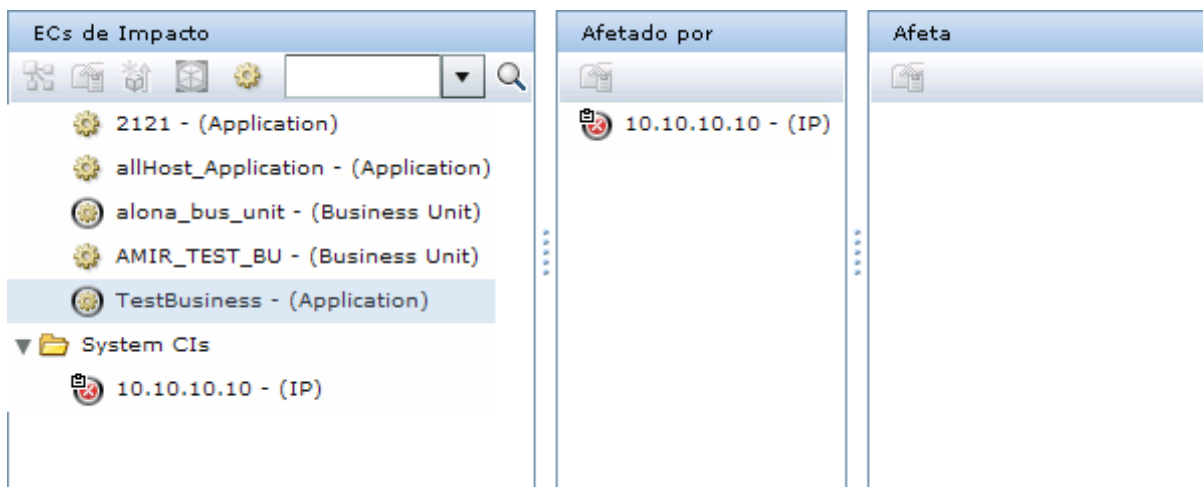 ECs de Impacto
2121 - (Application)
allHost_Application - (Application)
alona_bus_unit - (Business Unit)
AMIR_TEST_BU - (Business Unit)
TestBusiness - (Application)
System CIs
10.10.10.10 - (IP)
Afetado por
10.10.10.10 - (IP)
Afeta